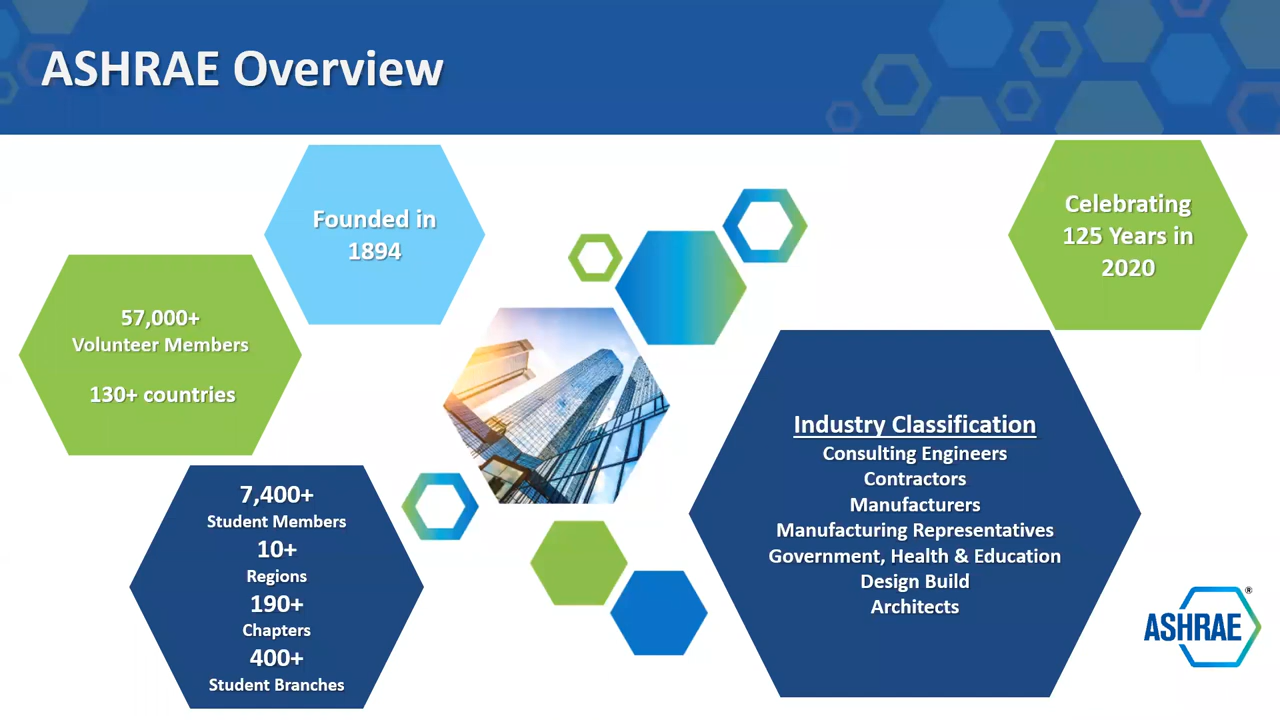 ASHRAE Overview
Founded in
1894
57,000+
Volunteer Members
130+ countries
7,400+
Student Members
10+
Regions
190+
Chapters
400+
Student Branches
Celebrating
125 Years in
2020
Industry Classification
Consulting Engineers
Contractors
Manufacturers
Manufacturing Representatives
Government, Health & Education
Design Build
Architects
ASHRAE®